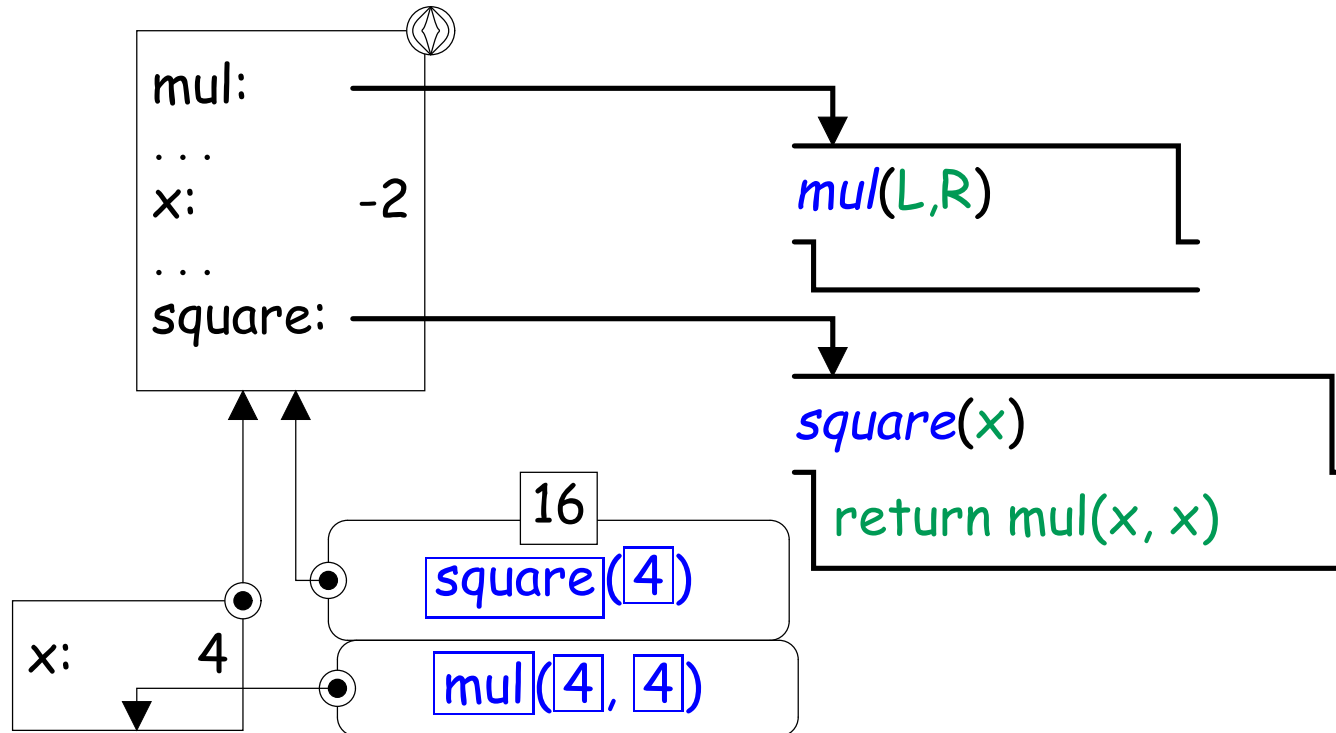 mul:
. . .
x: -2
. . .
square:
mul(L,R)
square(x)
return mul(x, x)
16
square(4)
x: 4
mul(4, 4)